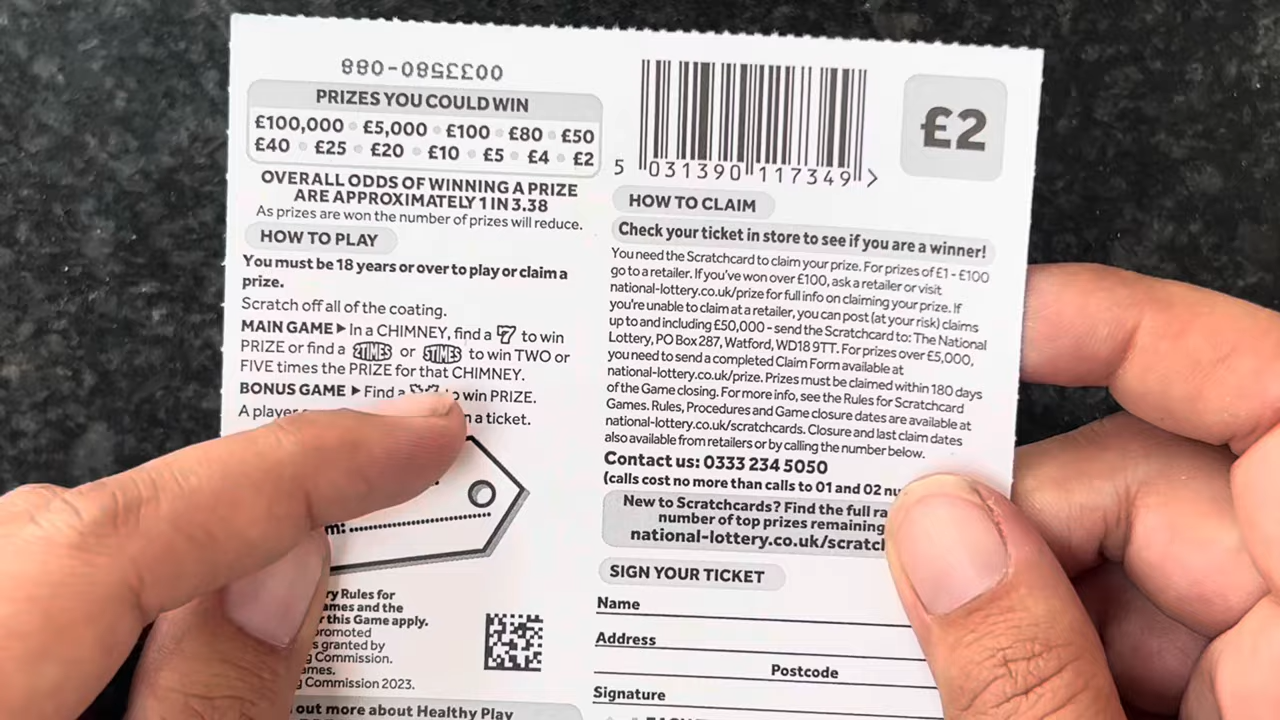 0033580-088
PRIZES YOU COULD WIN
£100,000 • £5,000 • £100 • £80 • £50
£40 • £25 • £20 • £10 • £5 • £4 • £2
OVERALL ODDS OF WINNING A PRIZE
ARE APPROXIMATELY 1 IN 3.38
As prizes are won the number of prizes will reduce.
HOW TO PLAY
You must be 18 years or over to play or claim a
prize.
Scratch off all of the coating.
MAIN GAME ▶ In a CHIMNEY, find a 7 to win
PRIZE or find a 2TIMES or 5TIMES to win TWO or
FIVE times the PRIZE for that CHIMNEY.
BONUS GAME ▶ Find a win PRIZE.
A player a ticket.
Rules for
and the
this Game apply.
granted by
Commission.
Commission 2023.
out more about Healthy Play
5 031390 117349 >
£2
HOW TO CLAIM
Check your ticket in store to see if you are a winner!
You need the Scratchcard to claim your prize. For prizes of £1 - £100
go to a retailer. If you've won over £100, ask a retailer or visit
national-lottery.co.uk/prize for full info on claiming your prize. If
you're unable to claim at a retailer, you can post (at your risk) claims
up to and including £50,000 - send the Scratchcard to: The National
Lottery, PO Box 287, Watford, WD18 9TT. For prizes over £5,000,
you need to send a completed Claim Form available at
national-lottery.co.uk/prize. Prizes must be claimed within 180 days
of the Game closing. For more info, see the Rules for Scratchcard
Games. Rules, Procedures and Game closure dates are available at
national-lottery.co.uk/scratchcards. Closure and last claim dates
also available from retailers or by calling the number below.
Contact us: 0333 234 5050
(calls cost no more than calls to 01 and 02
New to Scratchcards? Find the full
number of top prizes remaining
national-lottery.co.uk/scratc
SIGN YOUR TICKET
Name
Address
Postcode
Signature